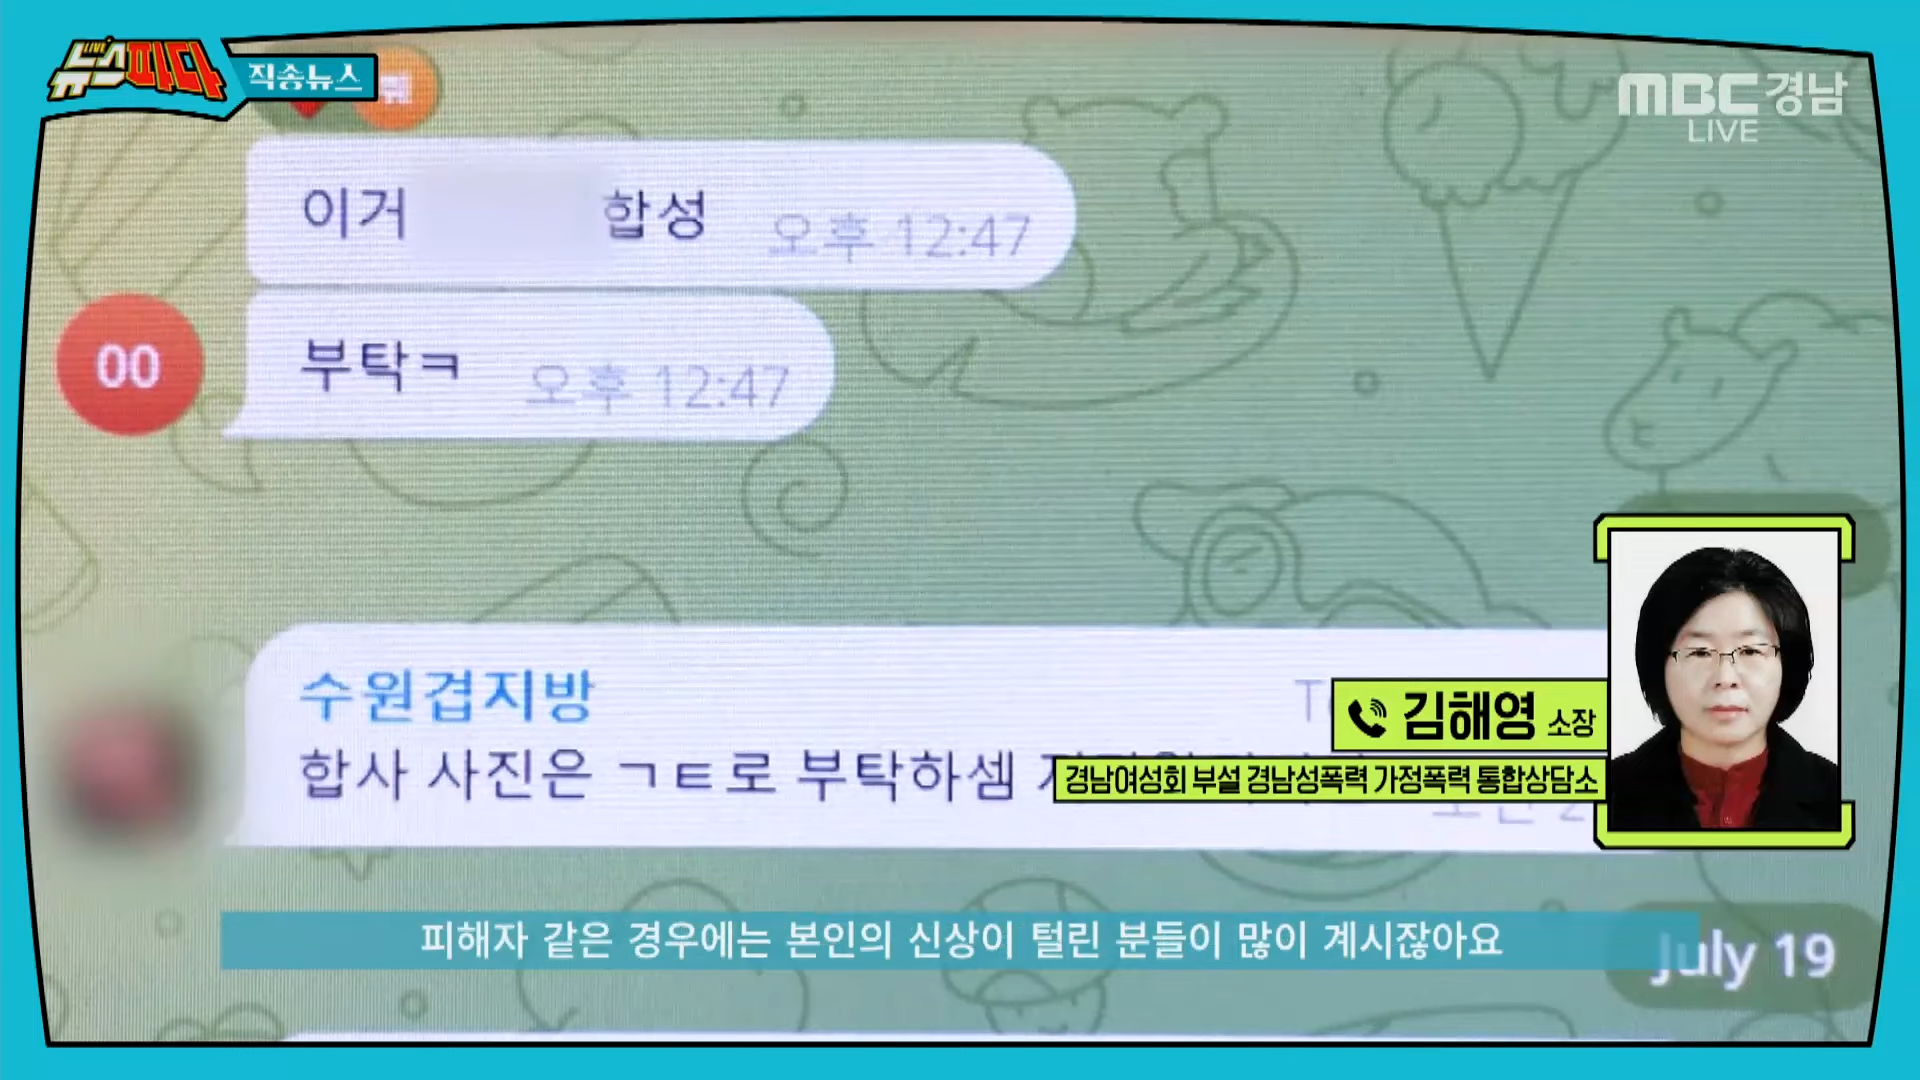 LIVE
뉴스파다
직송뉴스
MBC경남
LIVE
이거 합성 오후 12:47
00
부탁ㅋ 오후 12:47
수원겁지방
합사 사진은 ㄱㅌ로 부탁하셈
김해영 소장
경남여성회 부설 경남성폭력 가정폭력 통합상담소
피해자 같은 경우에는 본인의 신상이 털린 분들이 많이 계시잖아요
July 19